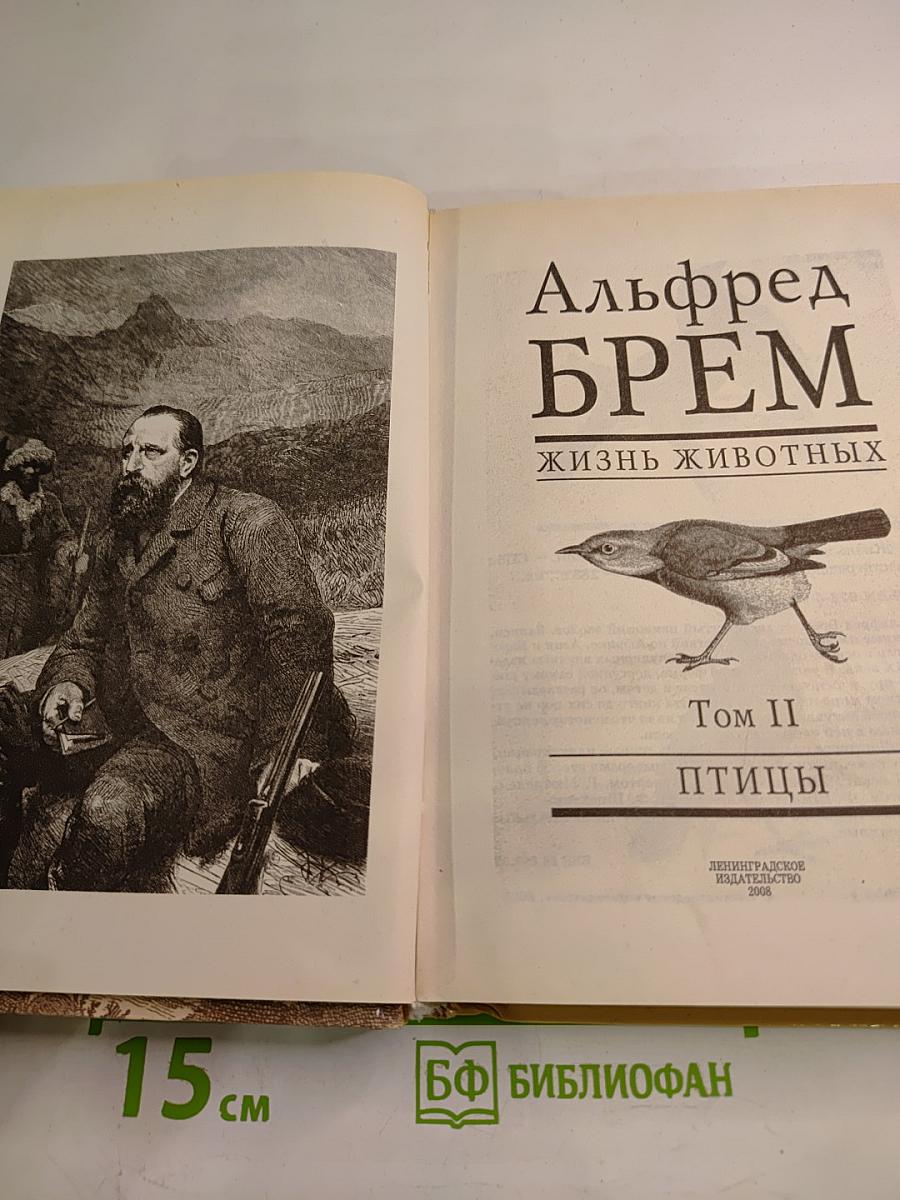 Альфред
БРЕМ
ЖИЗНЬ ЖИВОТНЫХ
Том II
ПТИЦЫ
ЛЕНИНГРАДСКОЕ
ИЗДАТЕЛЬСТВО
2008
15 см
БФ БИБЛИОФАН